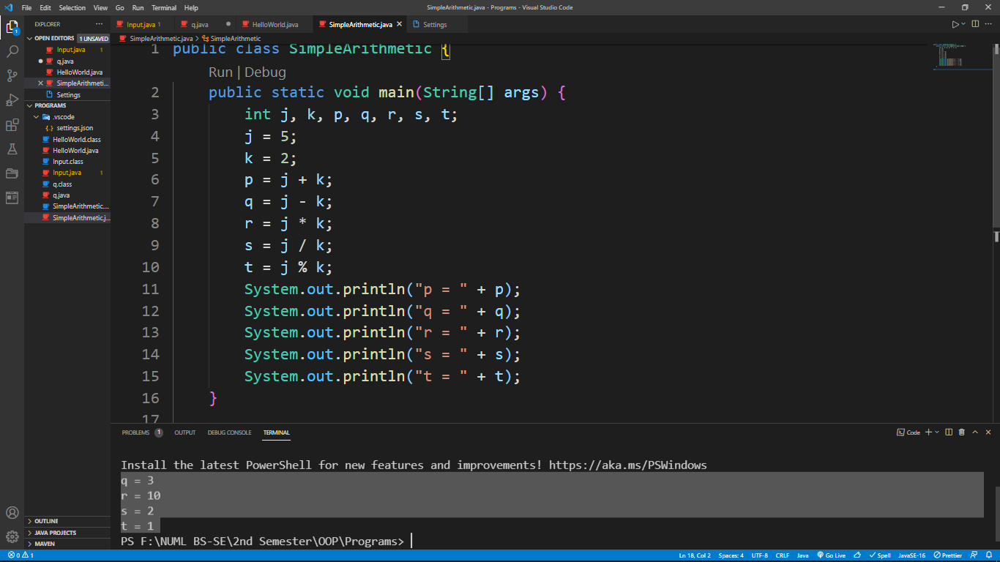 File Edit Selection View Go Run Terminal Help
SimpleArithmetic.java - Programs - Visual Studio Code
EXPLORER
OPEN EDITORS 1 UNSAVED
Input.java 1
q.java
HelloWorld.java
SimpleArithmeti...
Settings
PROGRAMS
.vscode
settings.json
HelloWorld.class
HelloWorld.java
Input.class
Input.java 1
q.class
q.java
SimpleArithmetic....
SimpleArithmetic.j...
OUTLINE
JAVA PROJECTS
MAVEN
Input.java 1 q.java HelloWorld.java SimpleArithmetic.java Settings
SimpleArithmetic.java > SimpleArithmetic
1 public class SimpleArithmetic {
Run | Debug
2 public static void main(String[] args) {
3 int j, k, p, q, r, s, t;
4 j = 5;
5 k = 2;
6 p = j + k;
7 q = j - k;
8 r = j * k;
9 s = j / k;
10 t = j % k;
11 System.out.println("p = " + p);
12 System.out.println("q = " + q);
13 System.out.println("r = " + r);
14 System.out.println("s = " + s);
15 System.out.println("t = " + t);
16 }
17
PROBLEMS 1 OUTPUT DEBUG CONSOLE TERMINAL
Code
Install the latest PowerShell for new features and improvements! https://aka.ms/PSWindows
q = 3
r = 10
s = 2
t = 1
PS F:\NUML BS-SE\2nd Semester\OOP\Programs>
0 1 Ln 18, Col 2 Spaces: 4 UTF-8 CRLF Java Go Live Spell JavaSE-16 Prettier